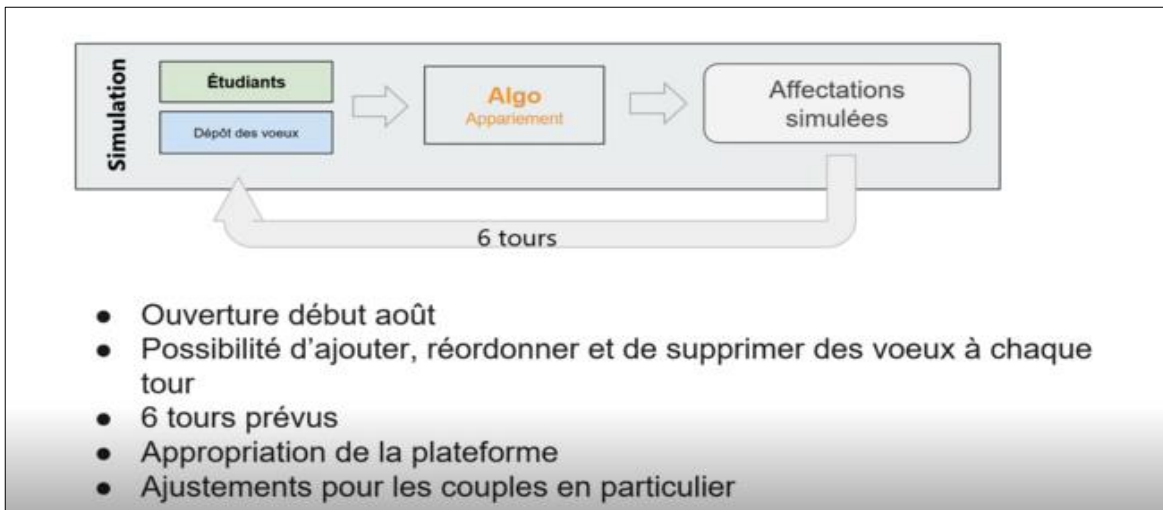 Simulation
Étudiants
Dépôt des voeux
Algo
Appariement
Affectations
simulées
6 tours
● Ouverture début août
● Possibilité d'ajouter, réordonner et de supprimer des voeux à chaque
tour
● 6 tours prévus
● Appropriation de la plateforme
● Ajustements pour les couples en particulier